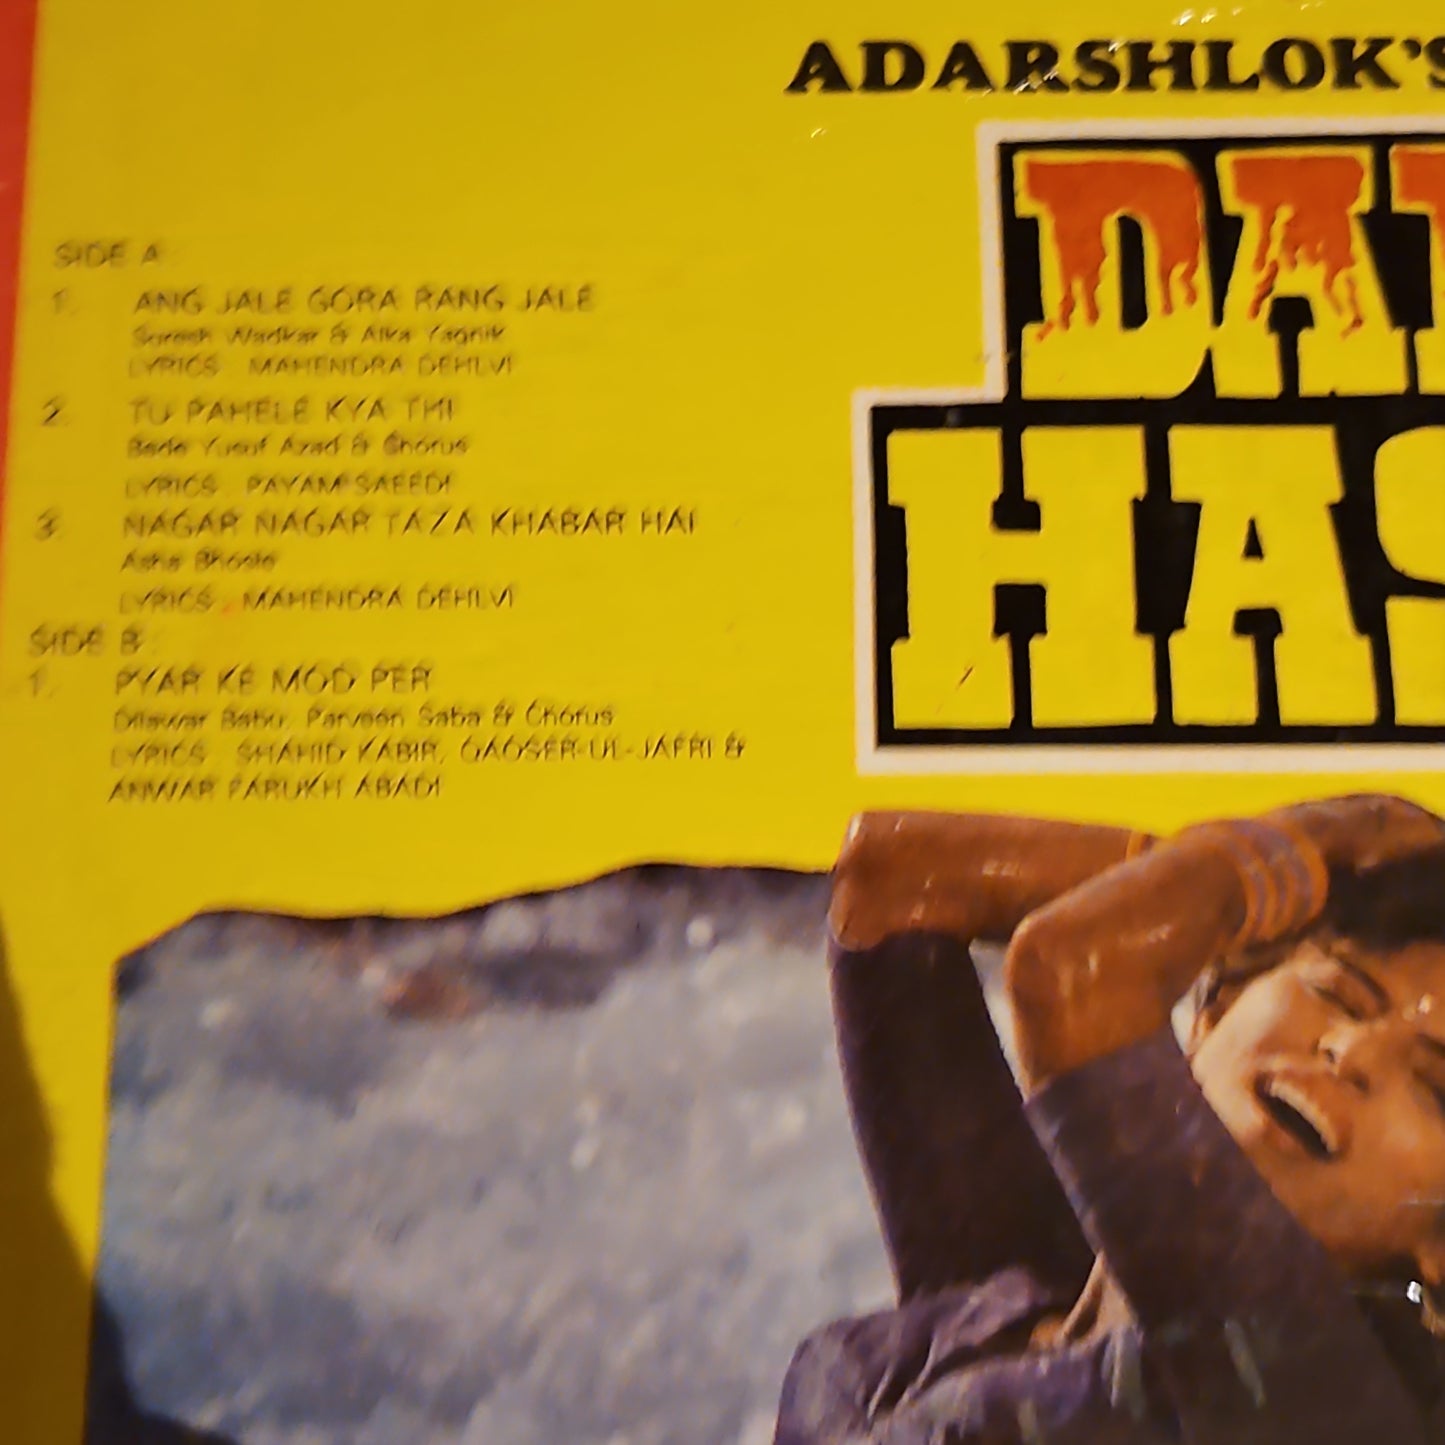 ADARSHLOK'S
SIDE A :
1. ANG JALE GORA RANG JALE
Suresh Wadkar & Alka Yagnik
LYRICS : MAHENDRA DEHLVI
2. TU PAHELE KYA THI
Bade Yusuf Azad & Chorus
LYRICS : PAYAM SAEEDI
3. NAGAR NAGAR TAZA KHABAR HAI
Asha Bhosle
LYRICS : MAHENDRA DEHLVI
SIDE B :
1. PYAR KE MOD PER
Dilawar Babu, Parveen Saba & Chorus
LYRICS : SHAHID KABIR, QAOSER-UL-JAFRI &
ANWAR FARUKH ABADI